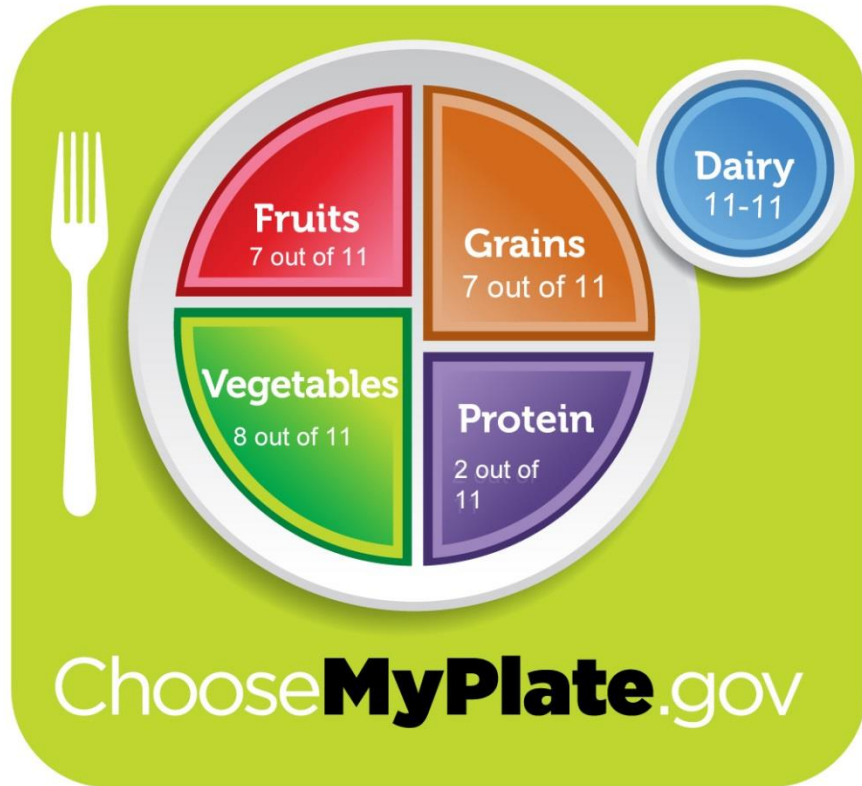 Fruits
7 out of 11
Grains
7 out of 11
Dairy
11-11
Vegetables
8 out of 11
Protein
2 out of
11
ChooseMyPlate.gov